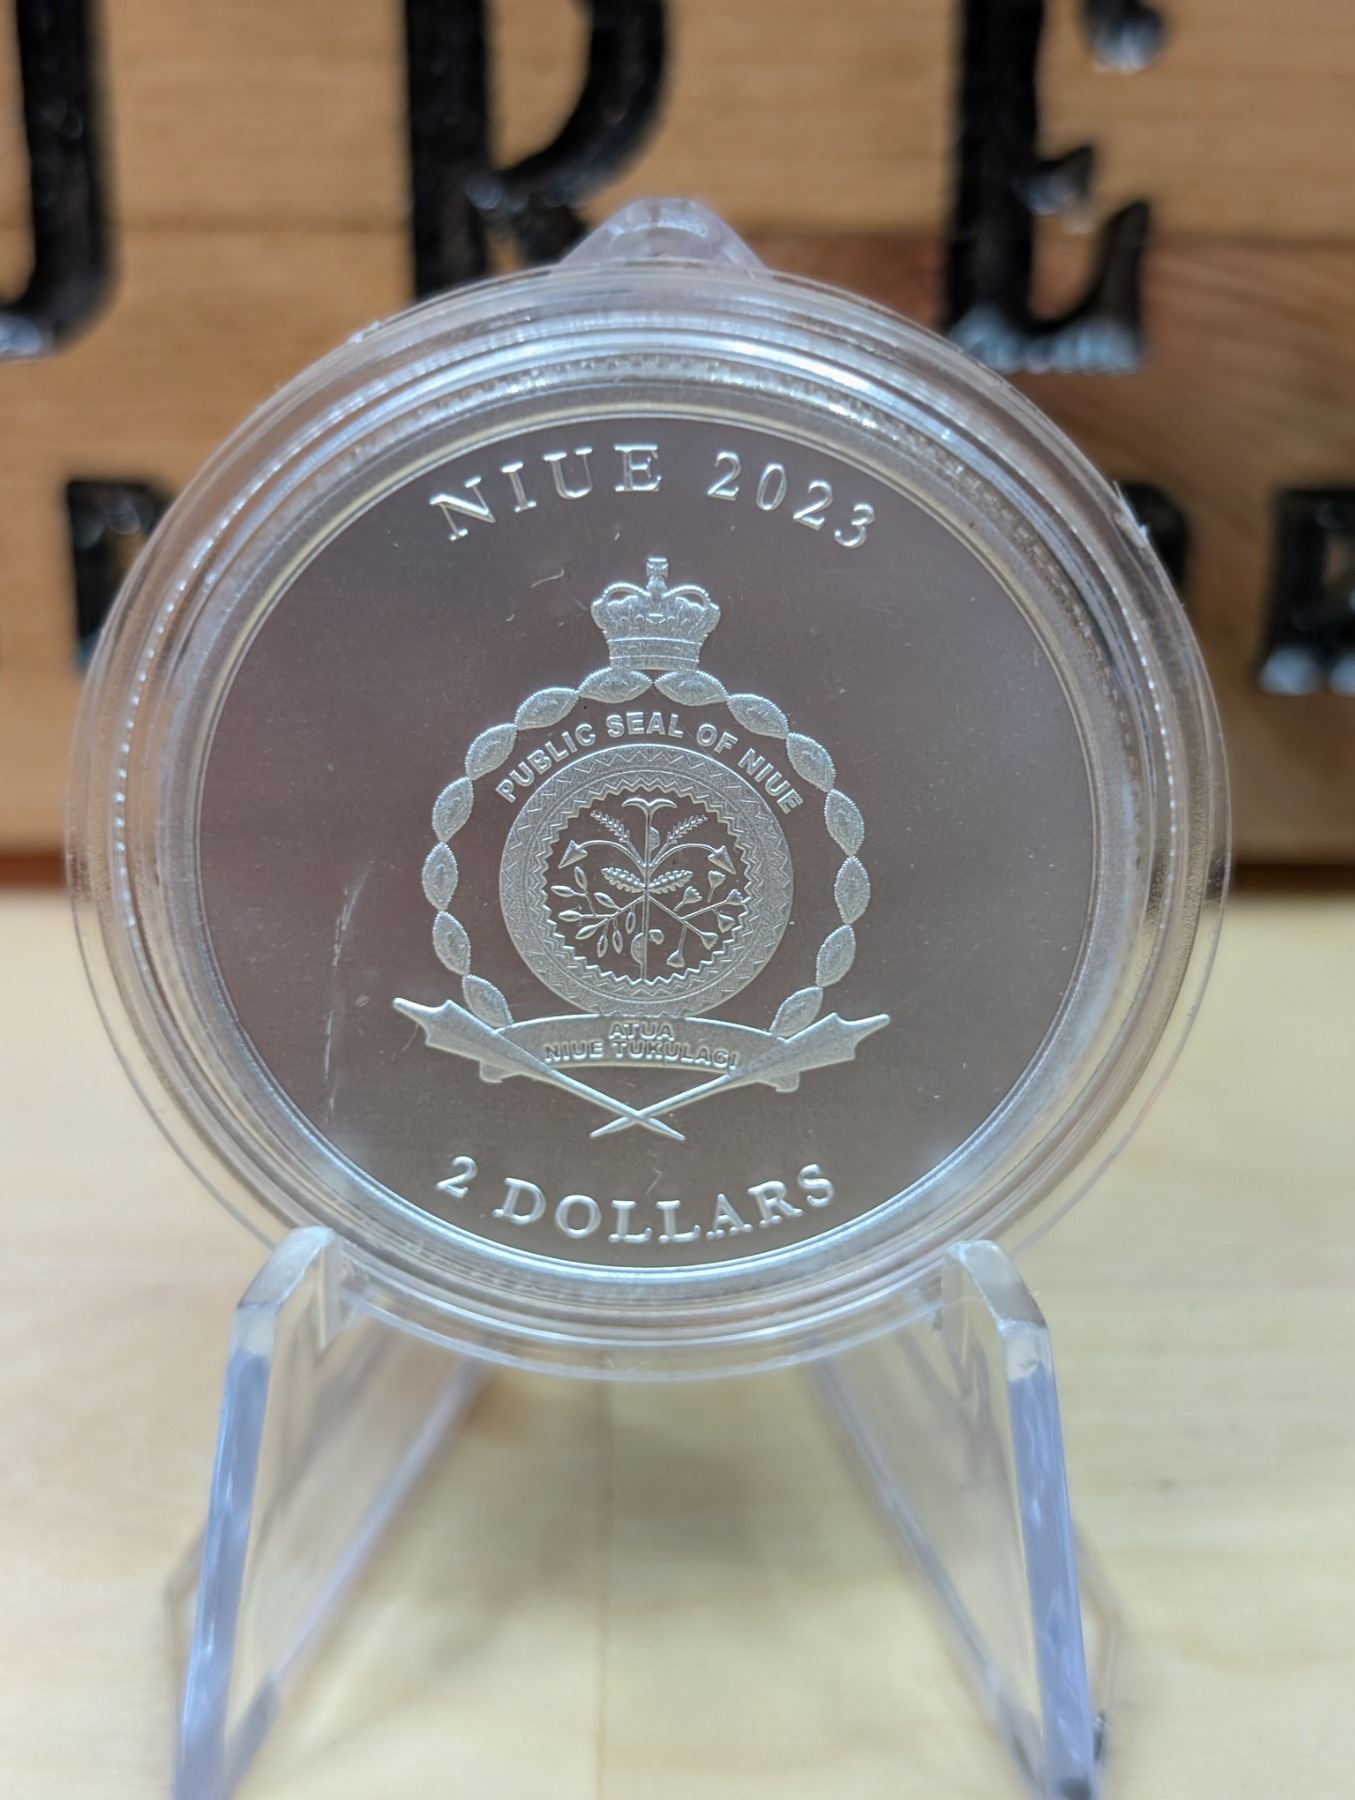 NIUE 2023
PUBLIC SEAL OF NIUE
ATUA
NIUE TUKULAGI
2 DOLLARS